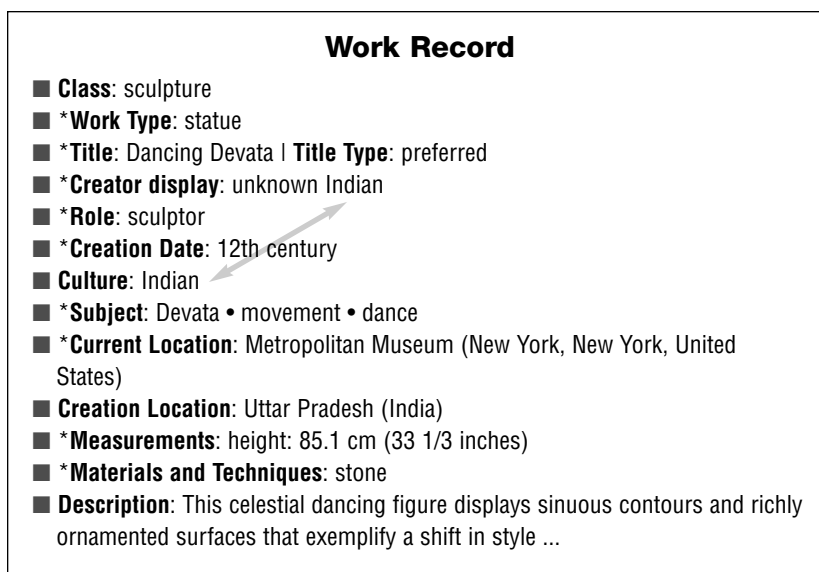 Work Record
■ Class: sculpture
■ *Work Type: statue
■ *Title: Dancing Devata | Title Type: preferred
■ *Creator display: unknown Indian
■ *Role: sculptor
■ *Creation Date: 12th century
■ Culture: Indian
■ *Subject: Devata • movement • dance
■ *Current Location: Metropolitan Museum (New York, New York, United
States)
■ Creation Location: Uttar Pradesh (India)
■ *Measurements: height: 85.1 cm (33 1/3 inches)
■ *Materials and Techniques: stone
■ Description: This celestial dancing figure displays sinuous contours and richly
ornamented surfaces that exemplify a shift in style ...